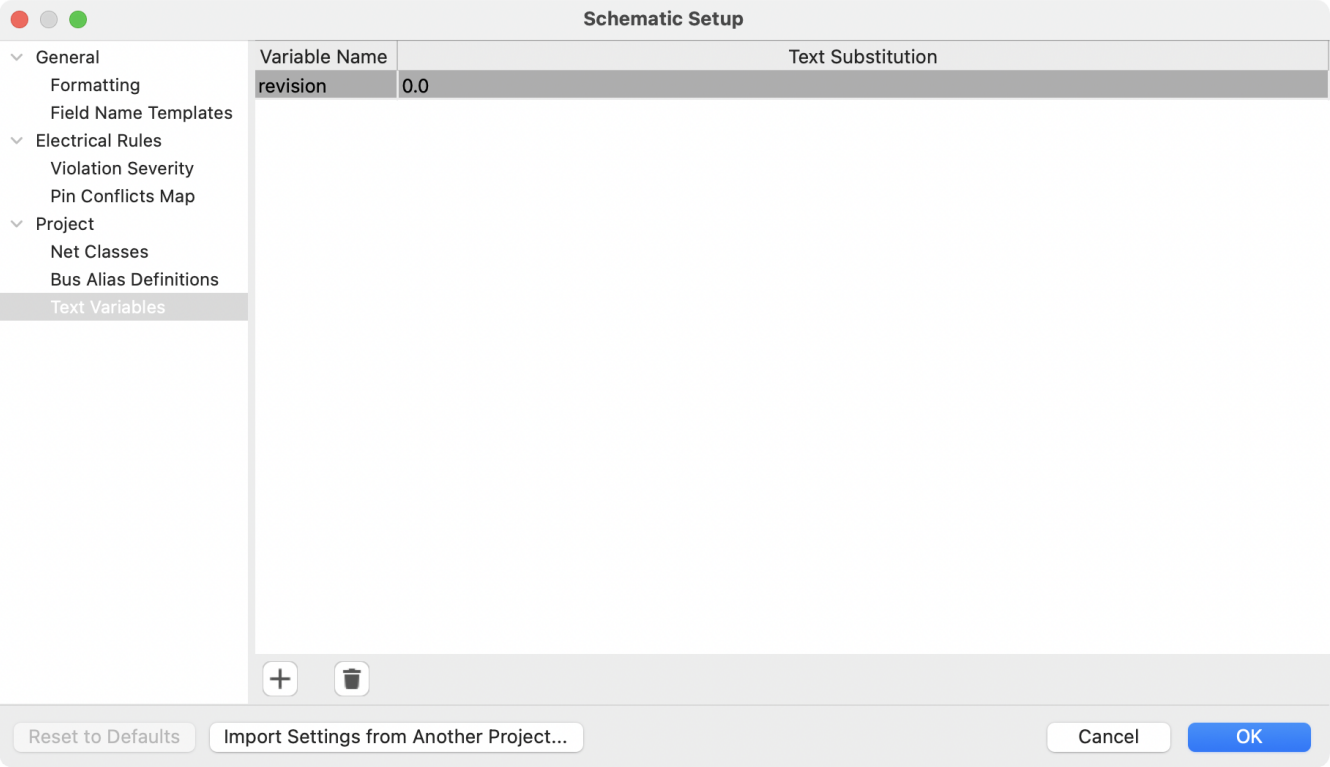 Schematic Setup
General
Formatting
Field Name Templates
Electrical Rules
Violation Severity
Pin Conflicts Map
Project
Net Classes
Bus Alias Definitions
Text Variables
Variable Name Text Substitution
revision 0.0
Reset to Defaults Import Settings from Another Project... Cancel OK